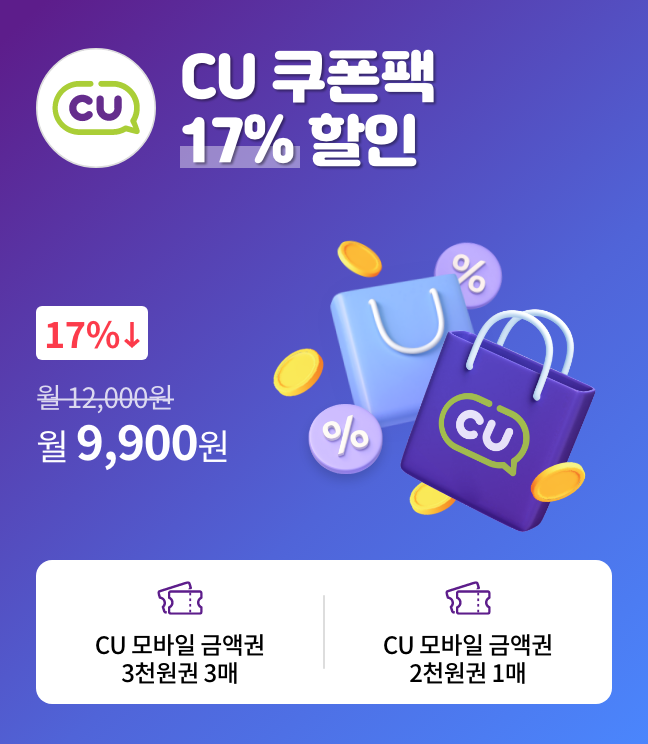 CU
CU 쿠폰팩
17% 할인
%
17%↓
월 12,000원
CU
%
월 9,900원
CU 모바일 금액권
3천원권 3매
CU 모바일 금액권
2천원권 1매